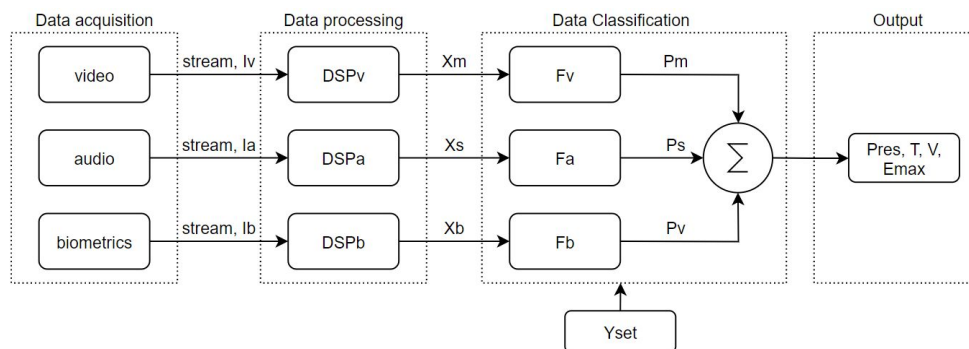 Data acquisition
Data processing
Data Classification
Output
video
stream, Iv
DSPv
Xm
Fv
Pm
audio
stream, Ia
DSPa
Xs
Fa
Ps
∑
Pres, T, V,
Emax
biometrics
stream, Ib
DSPb
Xb
Fb
Pv
Yset